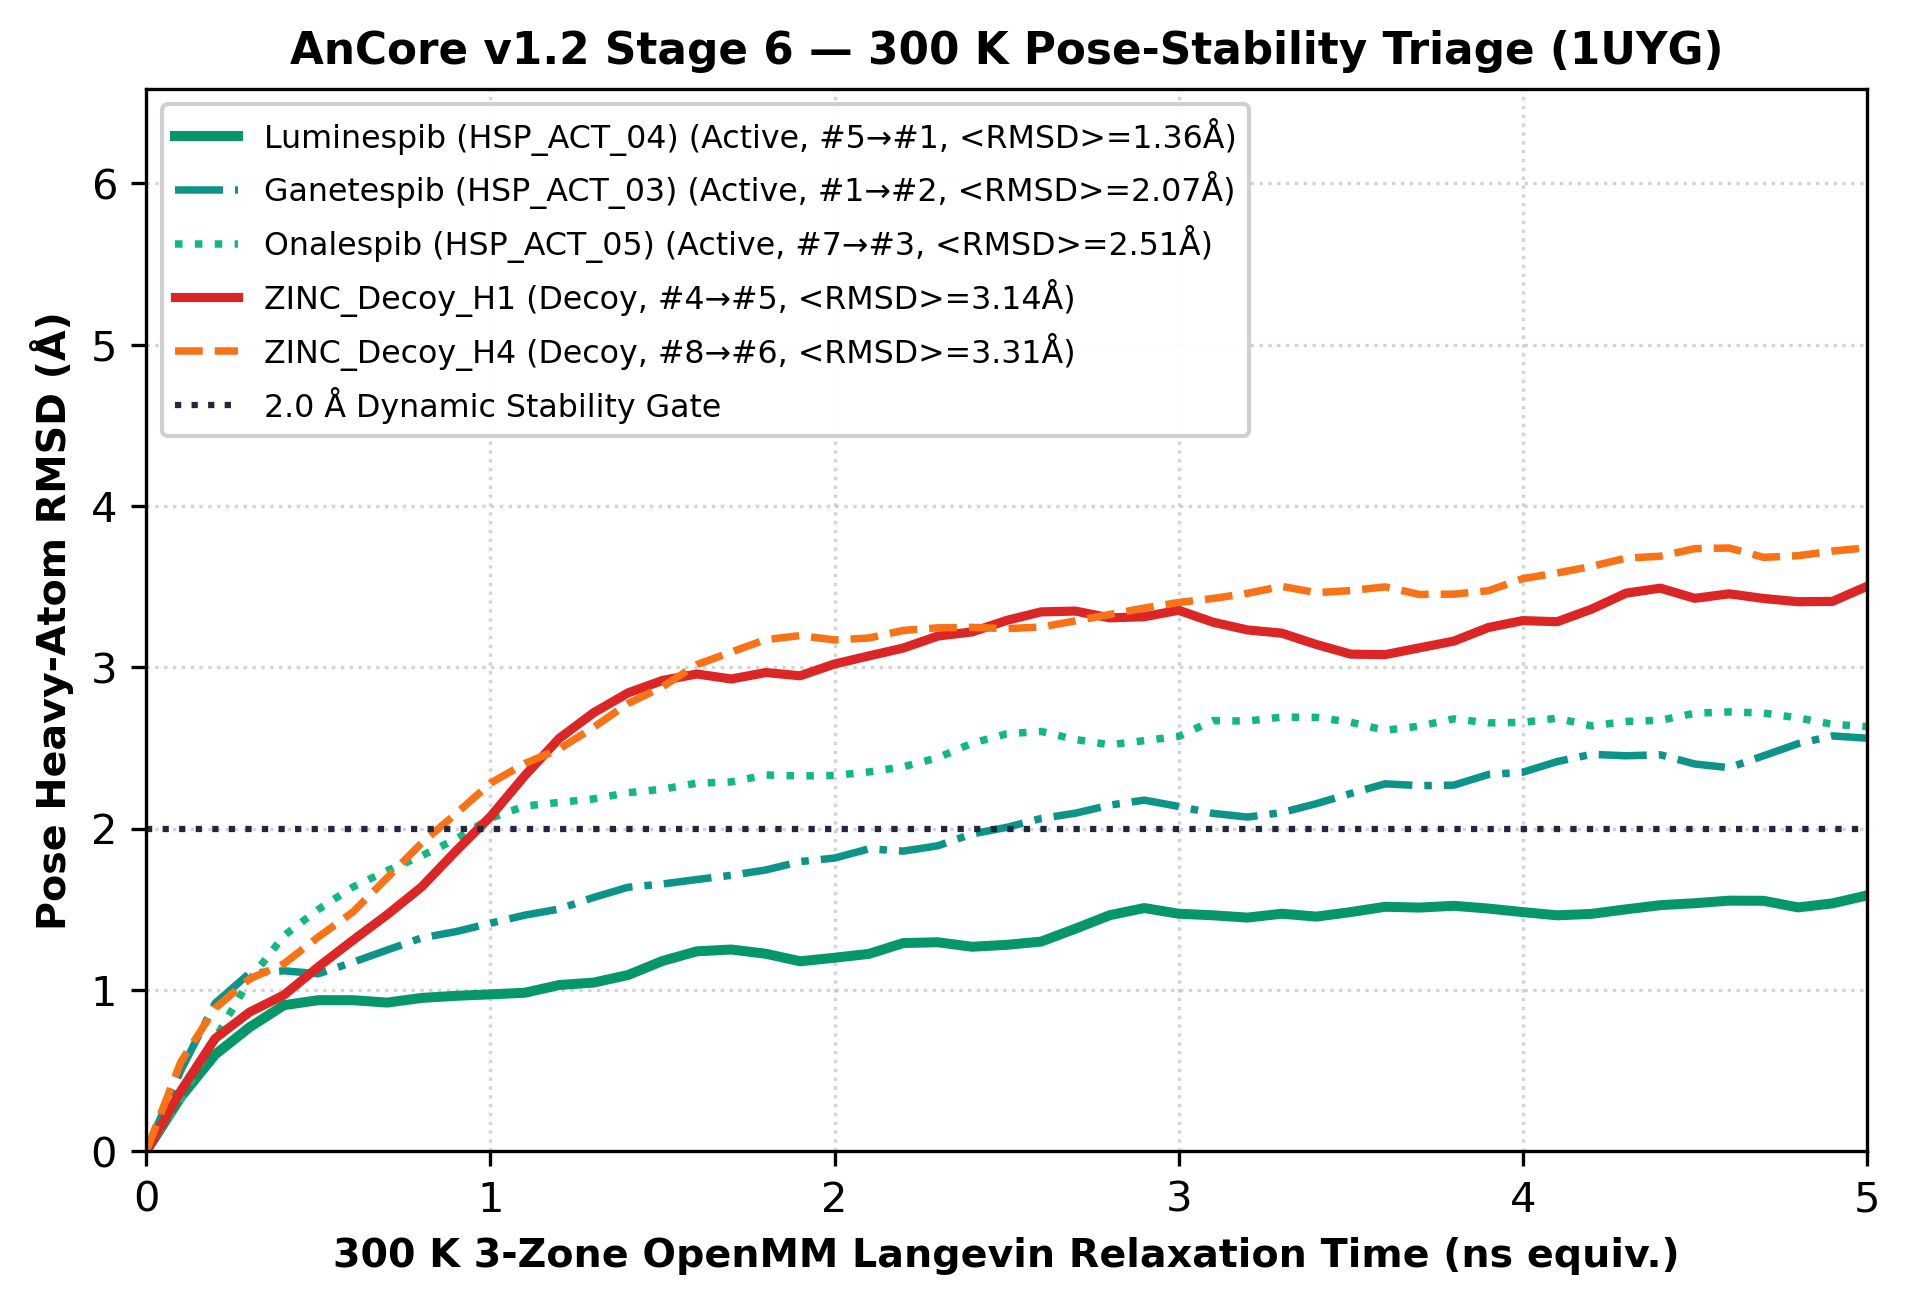 AnCore v1.2 Stage 6 — 300 K Pose-Stability Triage (1UYG)
Luminespib (HSP_ACT_04) (Active, #5→#1, <RMSD>=1.36Å)
Ganetespib (HSP_ACT_03) (Active, #1→#2, <RMSD>=2.07Å)
Onalespib (HSP_ACT_05) (Active, #7→#3, <RMSD>=2.51Å)
ZINC_Decoy_H1 (Decoy, #4→#5, <RMSD>=3.14Å)
ZINC_Decoy_H4 (Decoy, #8→#6, <RMSD>=3.31Å)
2.0 Å Dynamic Stability Gate
Pose Heavy-Atom RMSD (Å)
6
5
4
3
2
1
0
0 1 2 3 4 5
300 K 3-Zone OpenMM Langevin Relaxation Time (ns equiv.)